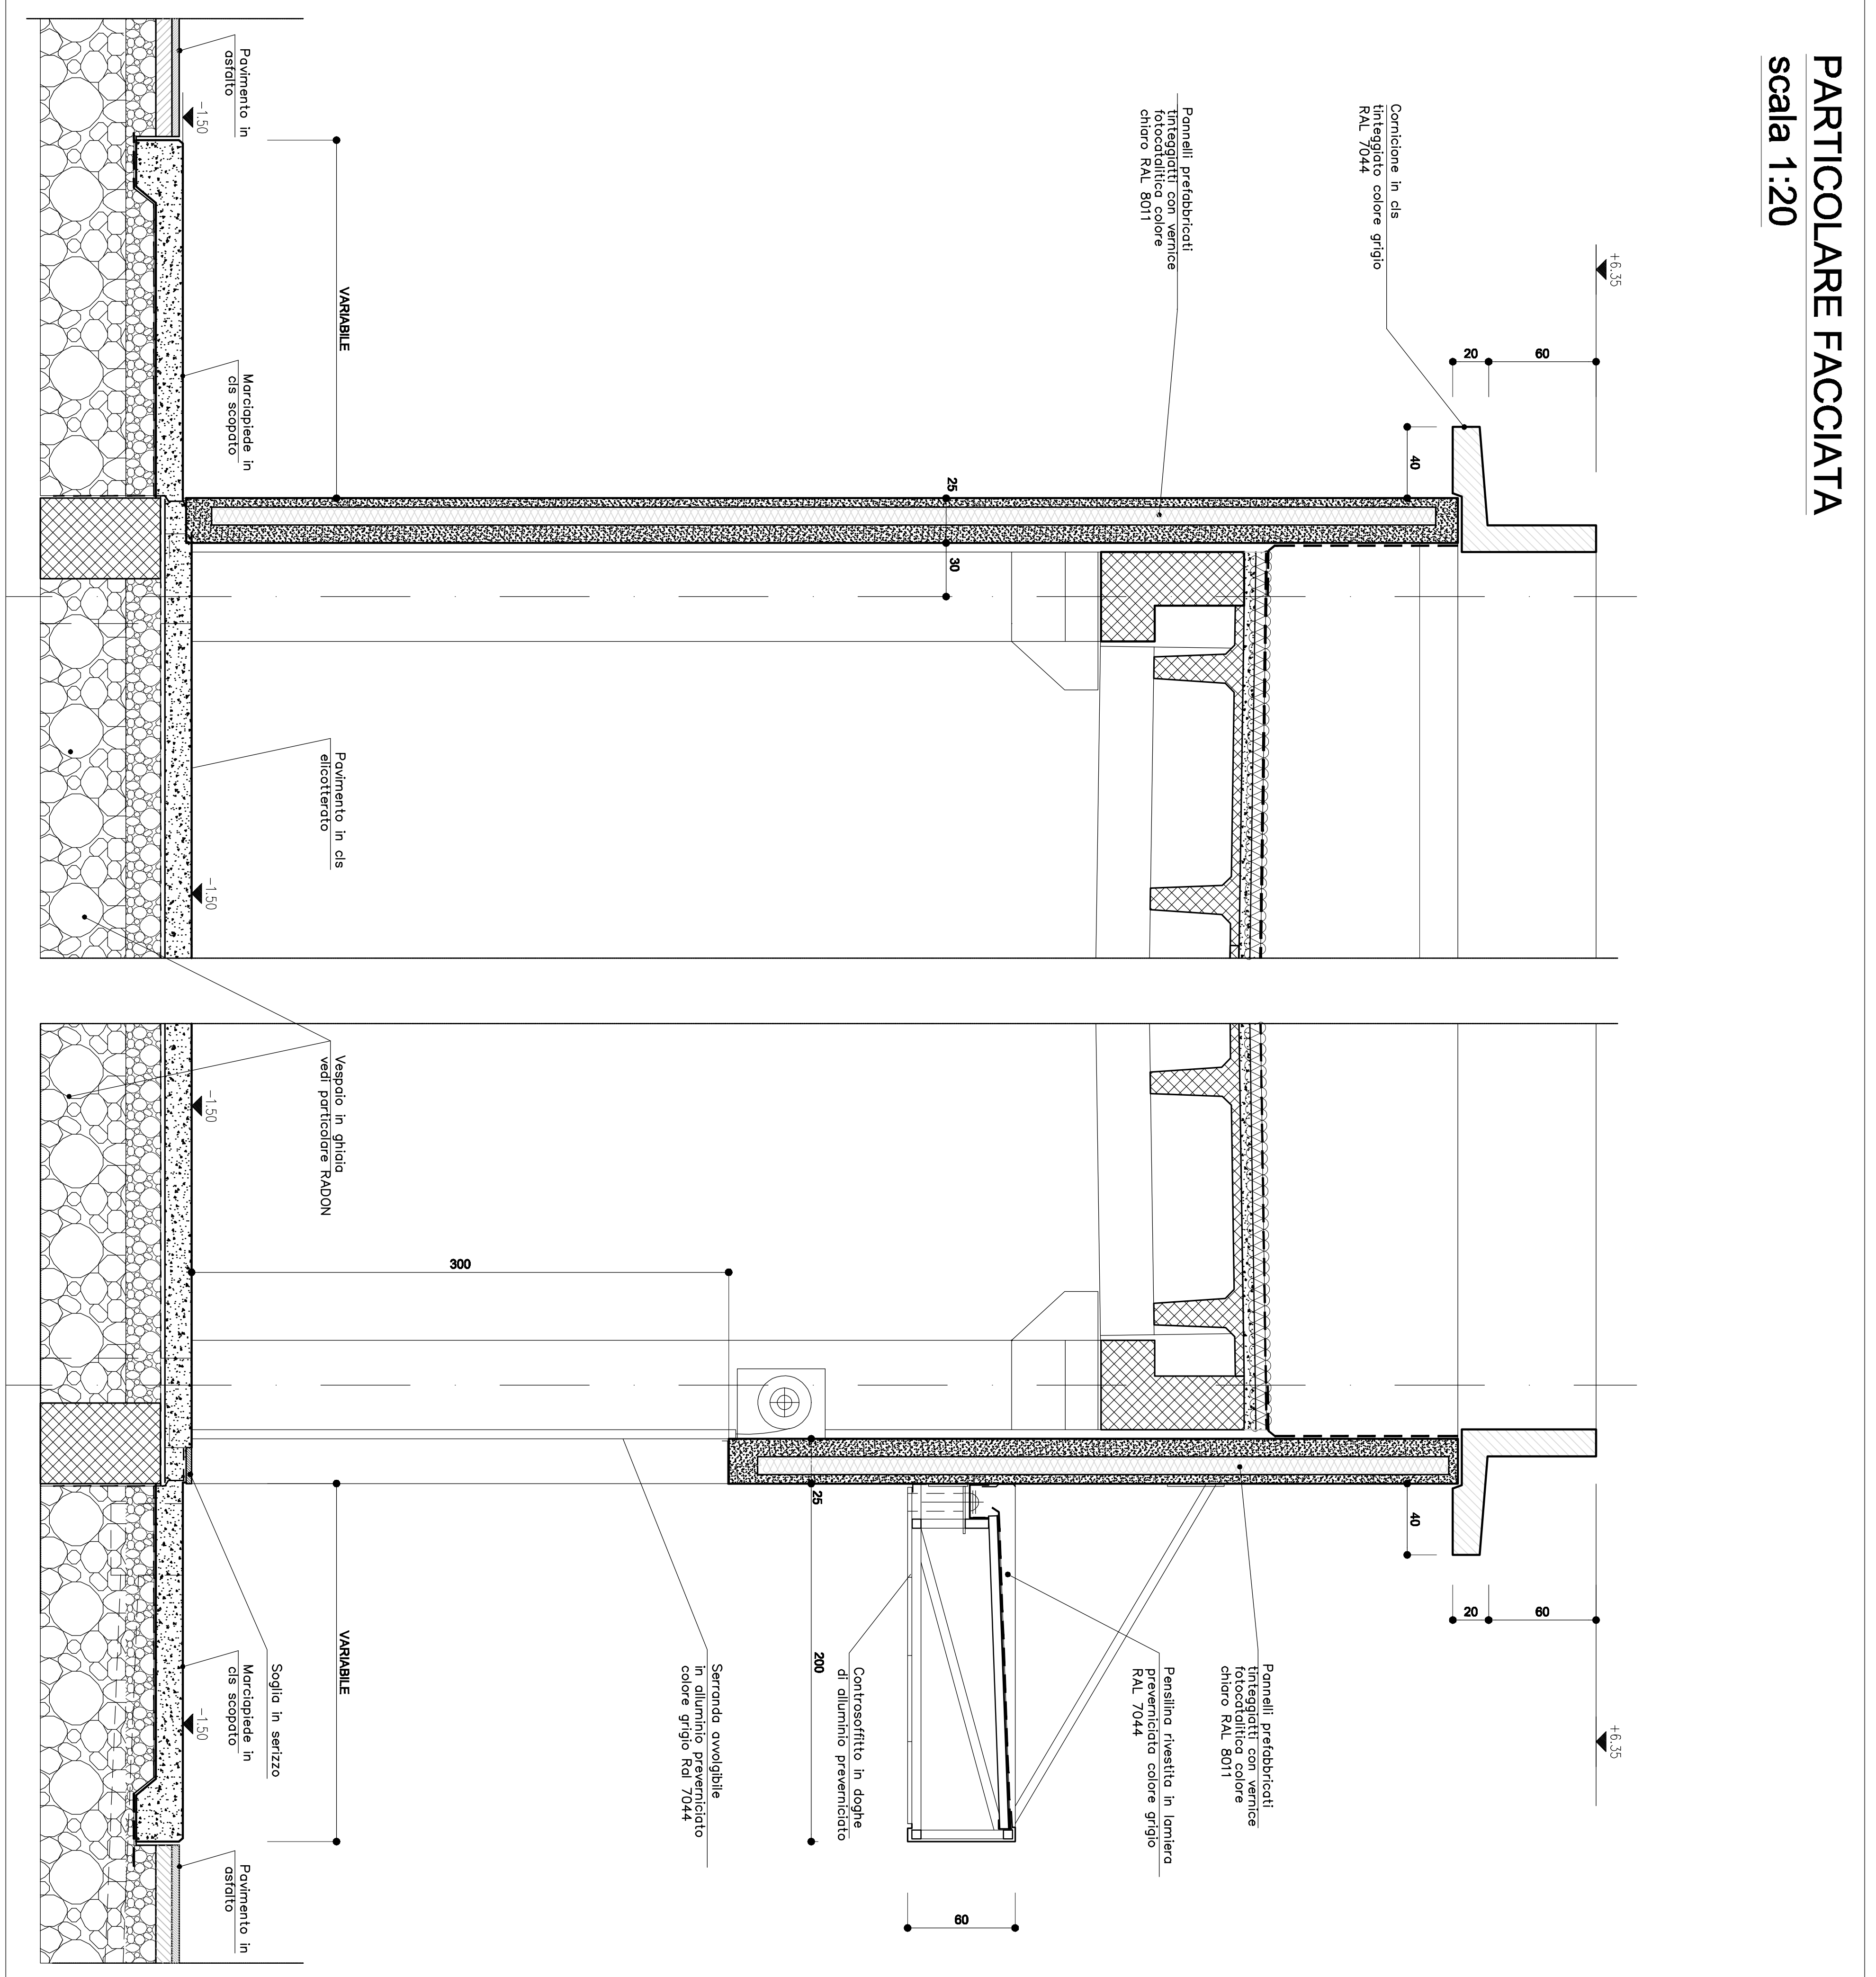 PARTICOLARE FACCIATA
scala 1:20
+6.35
60
20
40
Cornicione in cls
tinteggiato colore grigio
RAL 7044
Pannelli prefabbricati
tinteggiatti con vernice
fotocatalitica colore
chiaro RAL 8011
25
30
VARIABILE
Pavimento in
asfalto
-1.50
Marciapiede in
cls scopato
Pavimento in cls
elicotterato
-1.50
+6.35
60
20
40
Pannelli prefabbricati
tinteggiatti con vernice
fotocatalitica colore
chiaro RAL 8011
Pensilina rivestita in lamiera
preverniciata colore grigio
RAL 7044
60
25
200
Controsoffitto in doghe
di alluminio preverniciato
Serranda avvolgibile
in alluminio preverniciato
colore grigio Ral 7044
300
VARIABILE
Vespaio in ghiaia
vedi particolare RADON
-1.50
Soglia in serizzo
Marciapiede in
cls scopato
-1.50
Pavimento in
asfalto